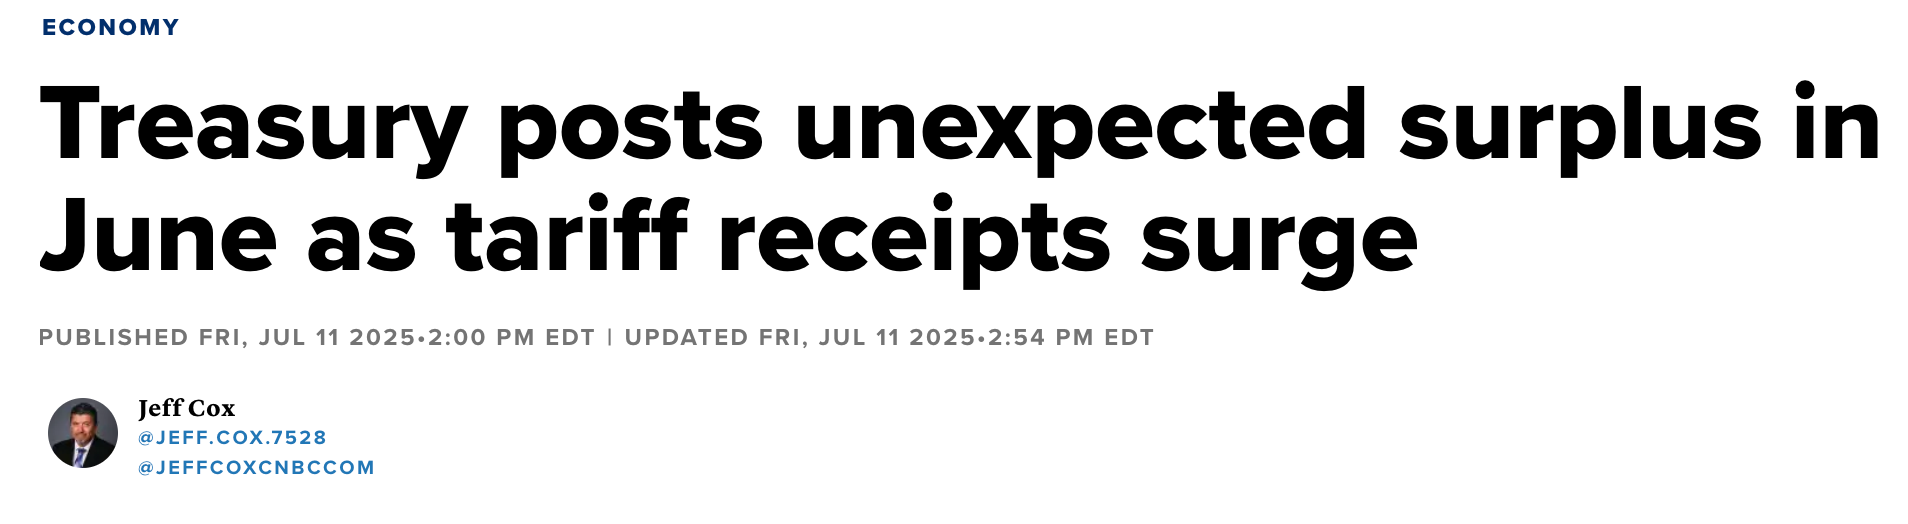 ECONOMY
Treasury posts unexpected surplus in
June as tariff receipts surge
PUBLISHED FRI, JUL 11 2025•2:00 PM EDT | UPDATED FRI, JUL 11 2025•2:54 PM EDT
Jeff Cox
@JEFF.COX.7528
@JEFFCOXCNBCCOM